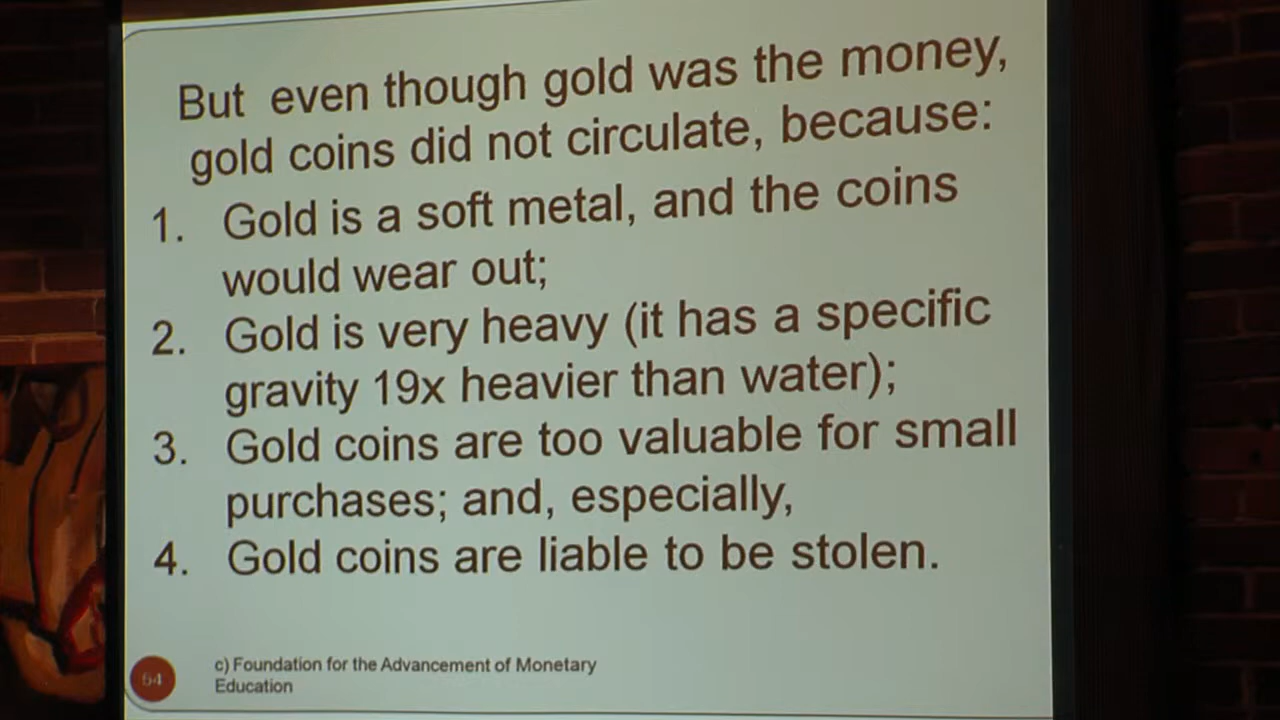 But even though gold was the money,
gold coins did not circulate, because:
1. Gold is a soft metal, and the coins
would wear out;
2. Gold is very heavy (it has a specific
gravity 19x heavier than water);
3. Gold coins are too valuable for small
purchases; and, especially,
4. Gold coins are liable to be stolen.
64
c) Foundation for the Advancement of Monetary
Education